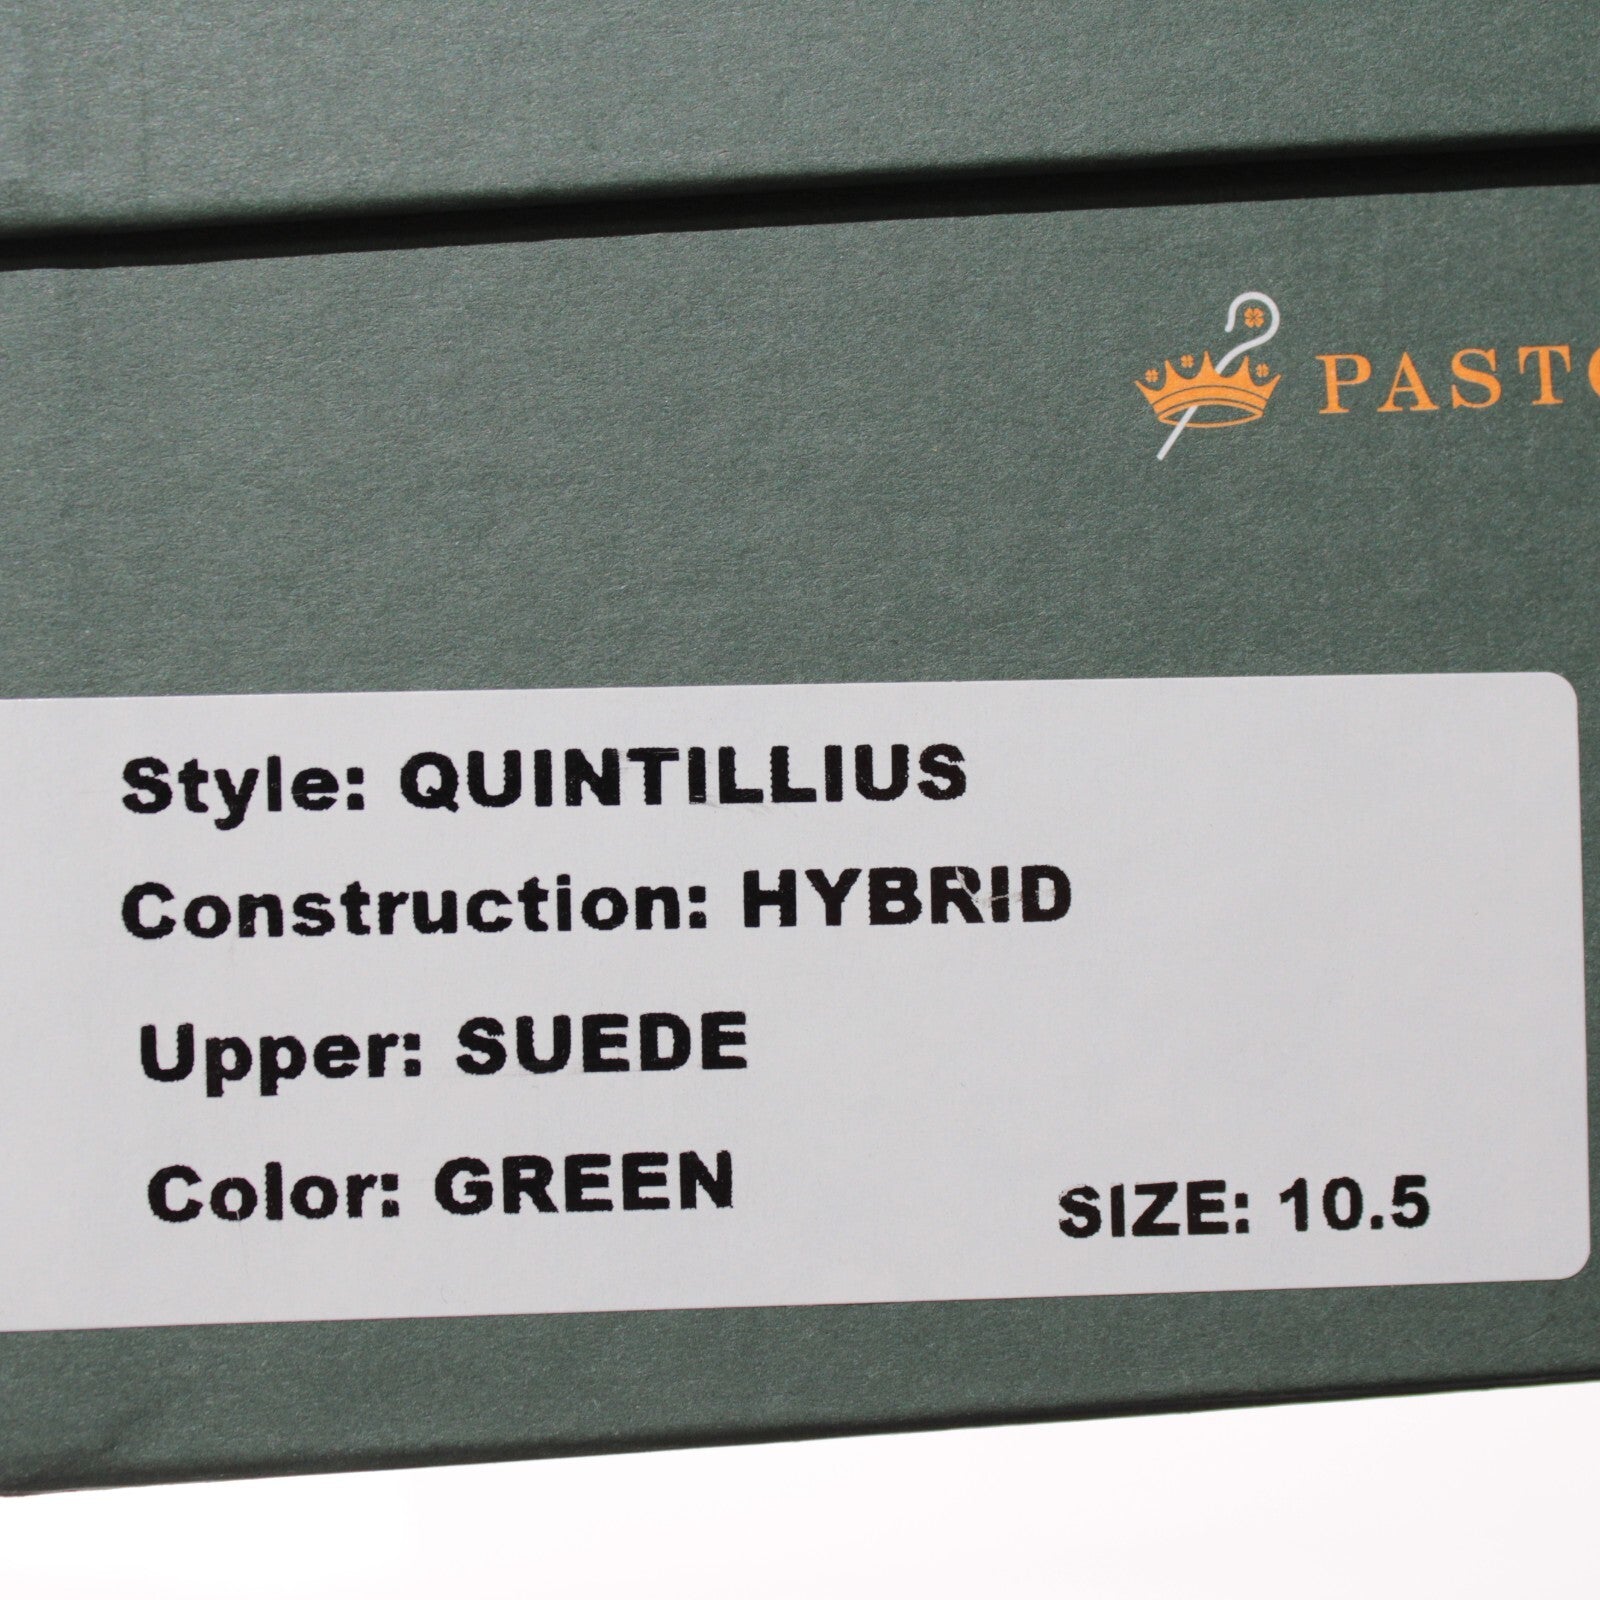 PASTO
Style: QUINTILLIUS
Construction: HYBRID
Upper: SUEDE
Color: GREEN
SIZE: 10.5